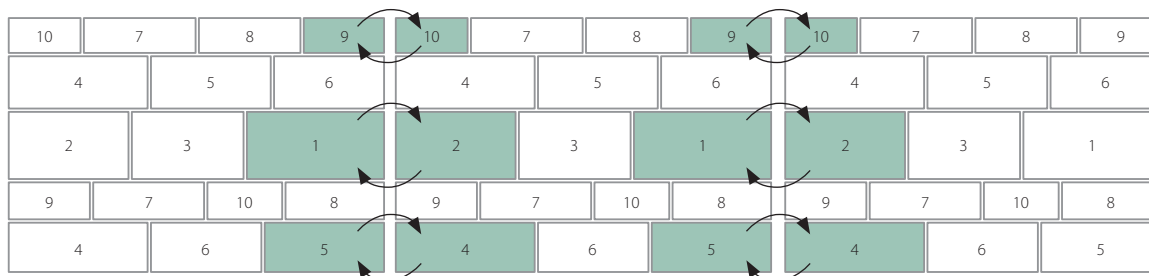 10 7 8 9 10 7 8 9 10 7 8 9
4 5 6 4 5 6 4 5 6
2 3 1 2 3 1 2 3 1
9 7 10 8 9 7 10 8 9 7 10 8
4 6 5 4 6 5 4 6 5